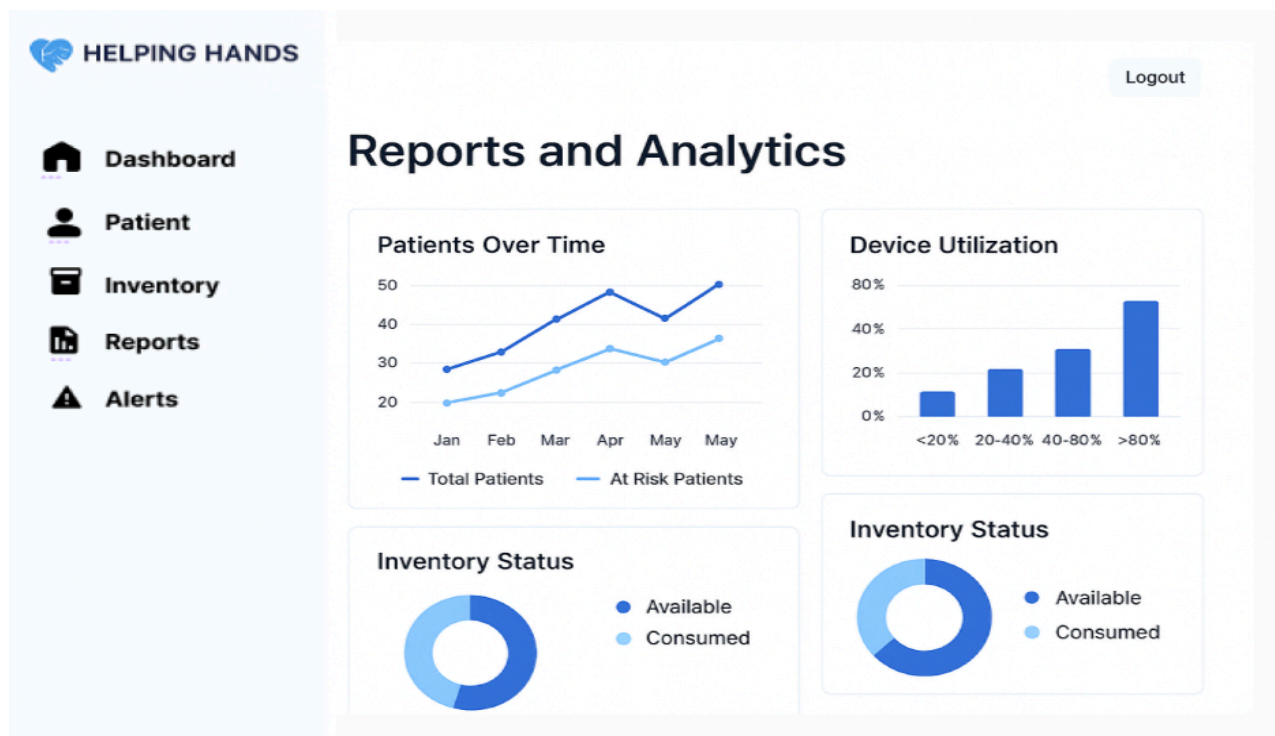 HELPING HANDS
Logout
Dashboard
Patient
Inventory
Reports
Alerts
Reports and Analytics
Patients Over Time
50
40
30
20
Jan Feb Mar Apr May May
Total Patients At Risk Patients
Device Utilization
80%
40%
20%
0%
<20% 20-40% 40-80% >80%
Inventory Status
Available
Consumed
Inventory Status
Available
Consumed